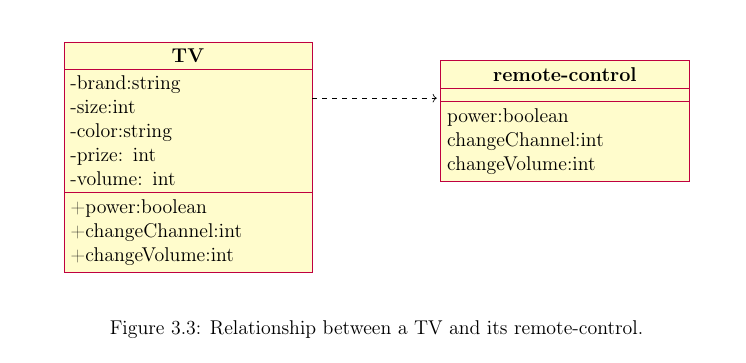 TV
-brand:string
-size:int
-color:string
-prize: int
-volume: int
+power:boolean
+changeChannel:int
+changeVolume:int
remote-control
power:boolean
changeChannel:int
changeVolume:int
Figure 3.3: Relationship between a TV and its remote-control.